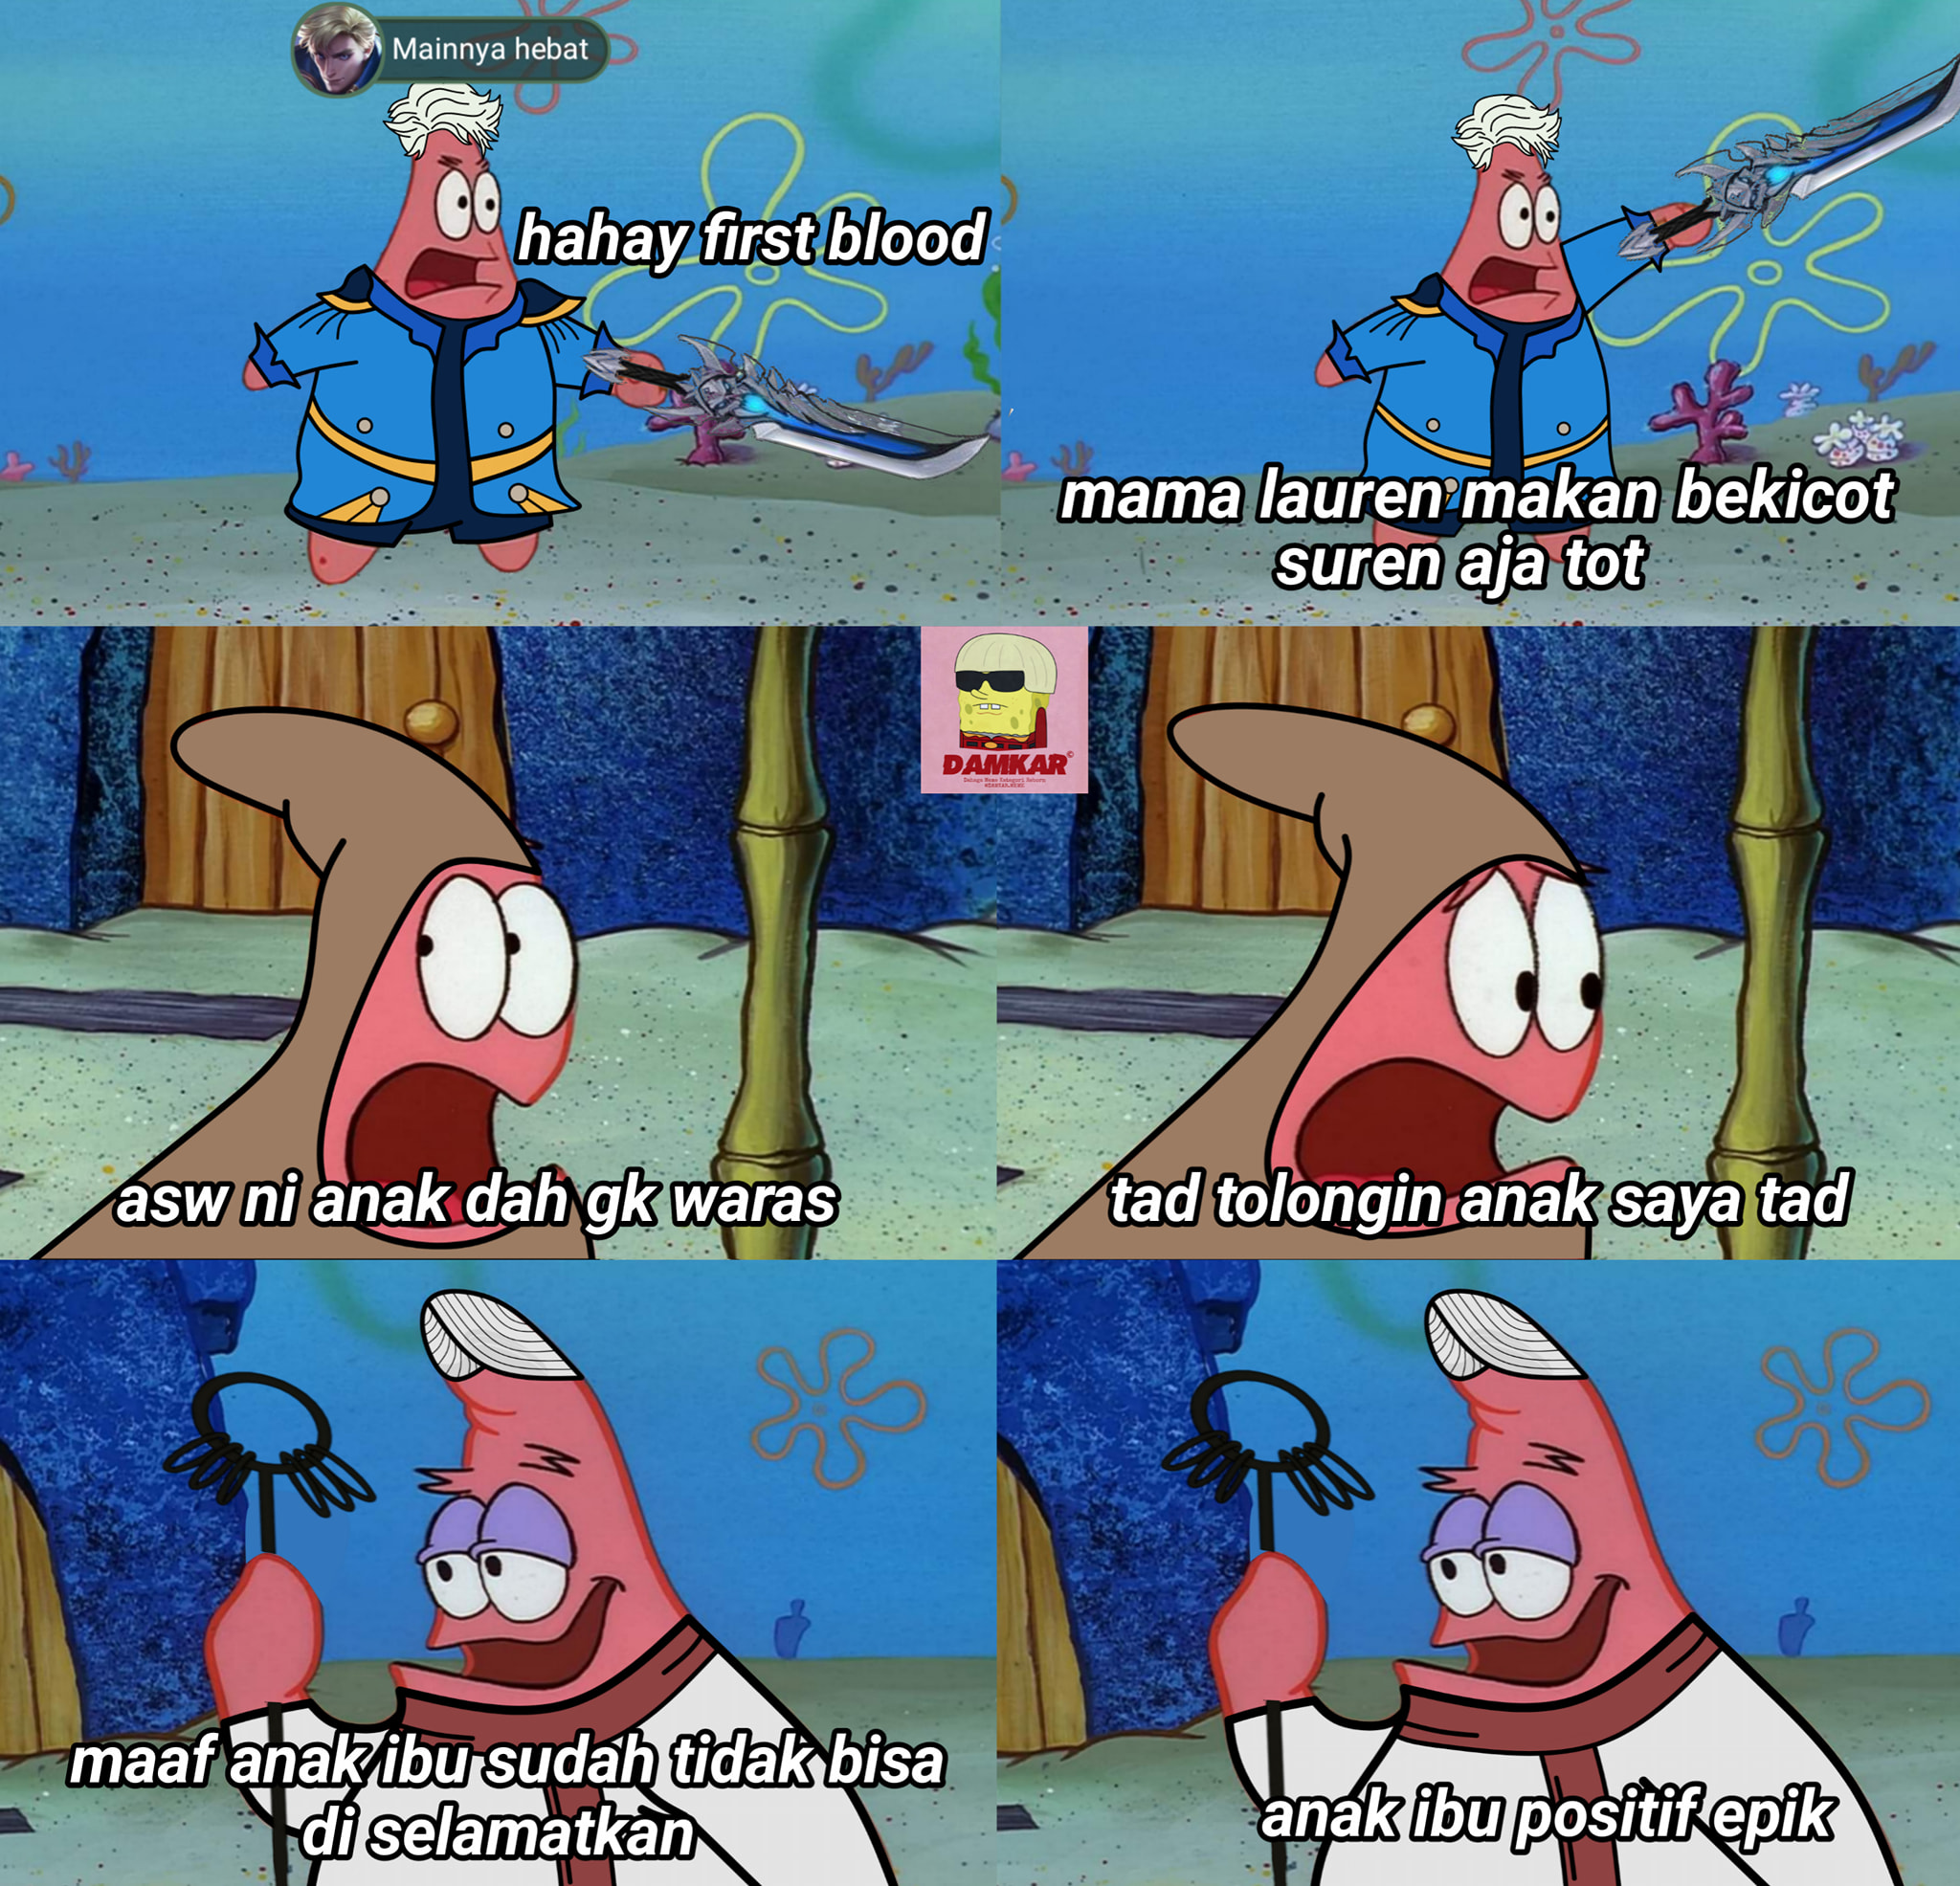 Mainnya hebat
hahay first blood
mama lauren makan bekicot
suren aja tot
DAMKAR©
asw ni anak dah gk waras
tad tolongin anak saya tad
maaf anak ibu sudah tidak bisa
di selamatkan
anak ibu positif epik